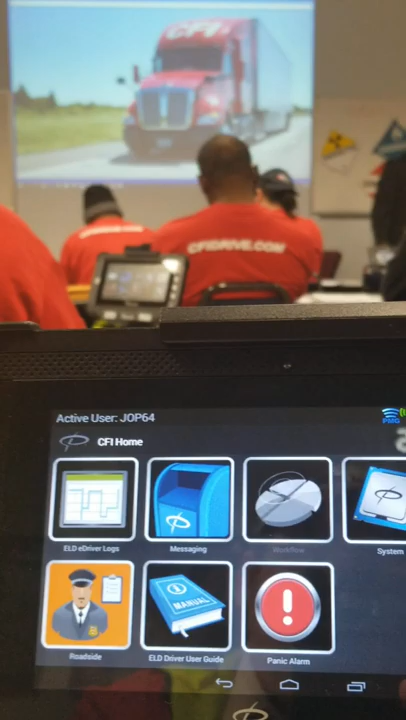 CFI
CFIDRIVE.COM
Active User: JOP64
PMG
CFI Home
ELD eDriver Logs
Messaging
Workflow
System
MANUAL
Roadside
ELD Driver User Guide
Panic Alarm